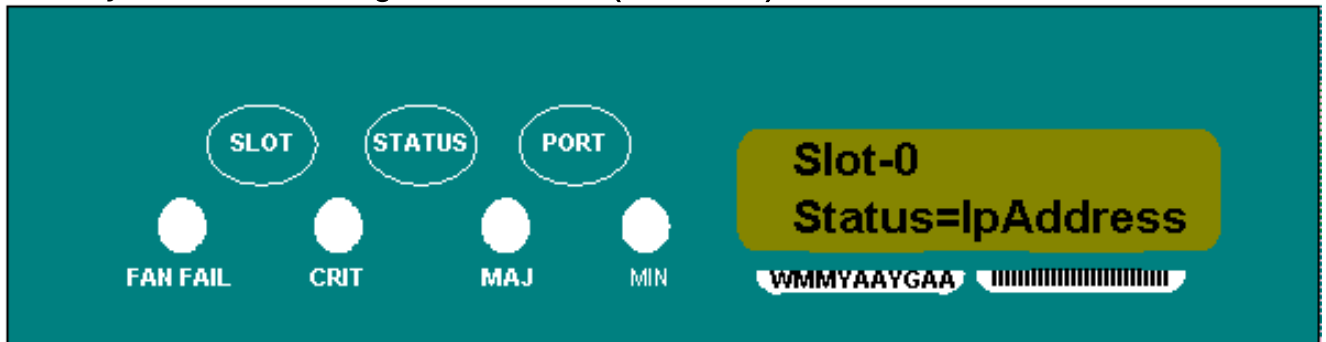 SLOT STATUS PORT
Slot-0
Status=IpAddress
FAN FAIL CRIT MAJ MIN
WMMYAAYGAA